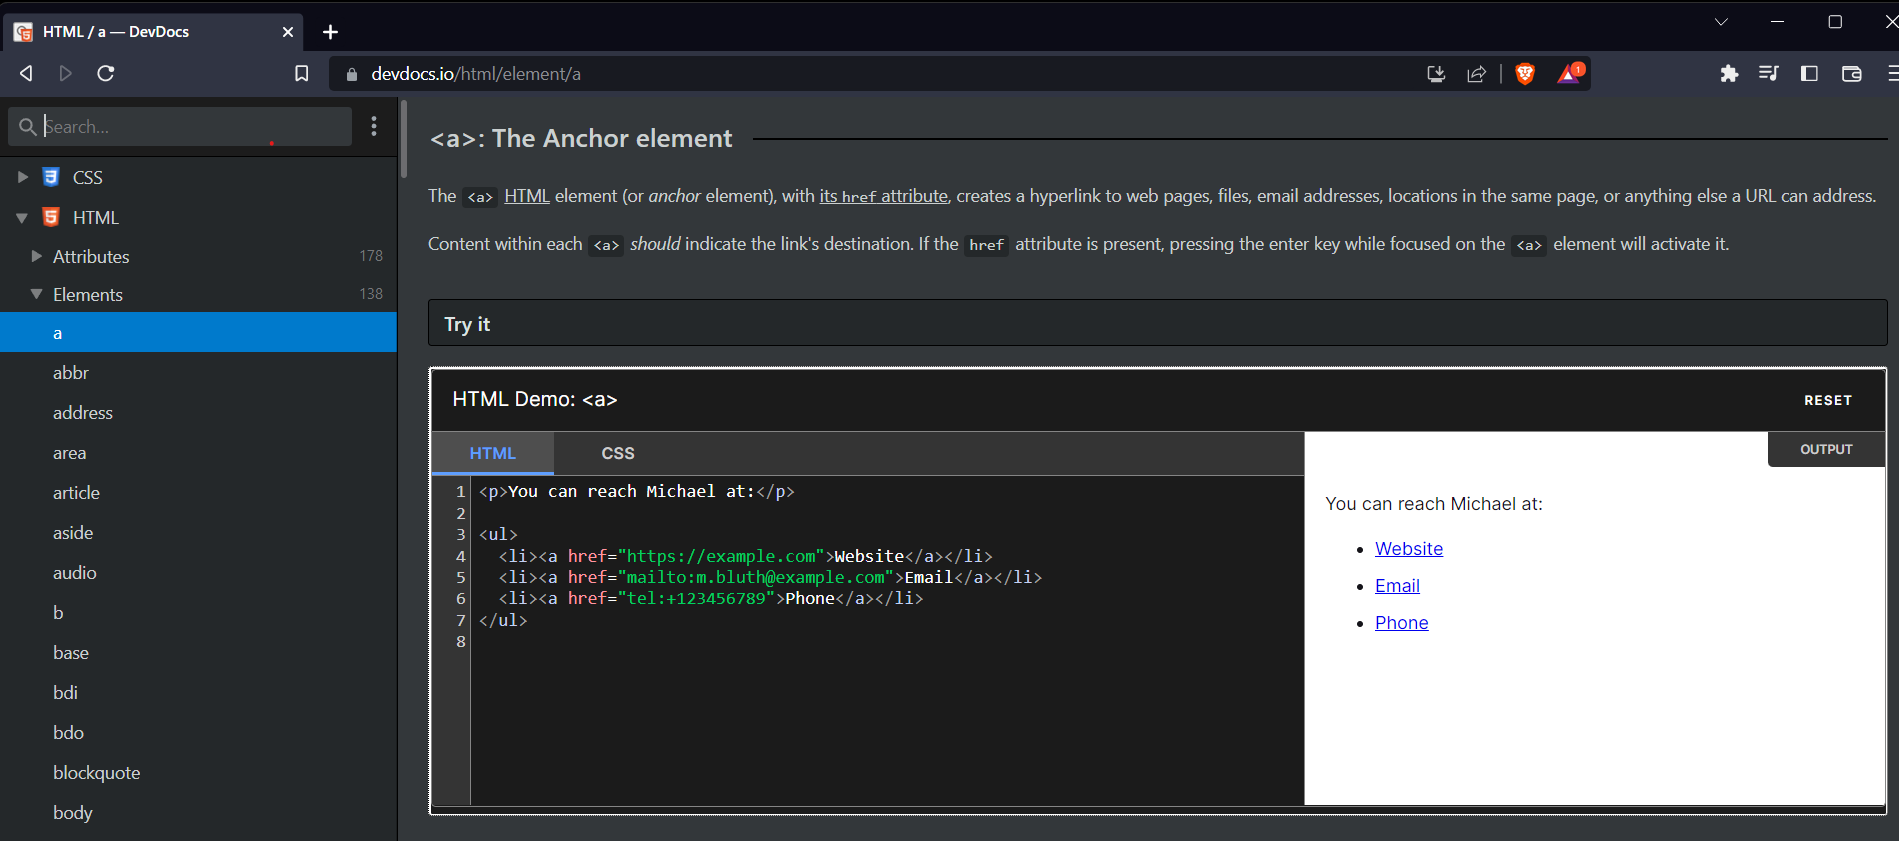 HTML / a — DevDocs
devdocs.io/html/element/a
1
Search...
CSS
HTML
Attributes 178
Elements 138
a
abbr
address
area
article
aside
audio
b
base
bdi
bdo
blockquote
body
<a>: The Anchor element
The <a> HTML element (or anchor element), with its href attribute, creates a hyperlink to web pages, files, email addresses, locations in the same page, or anything else a URL can address.
Content within each <a> should indicate the link's destination. If the href attribute is present, pressing the enter key while focused on the <a> element will activate it.
Try it
HTML Demo: <a>
RESET
HTML CSS
1 <p>You can reach Michael at:</p>
2
3 <ul>
4   <li><a href="https://example.com">Website</a></li>
5   <li><a href="mailto:m.bluth@example.com">Email</a></li>
6   <li><a href="tel:+123456789">Phone</a></li>
7 </ul>
8
OUTPUT
You can reach Michael at:
• Website
• Email
• Phone